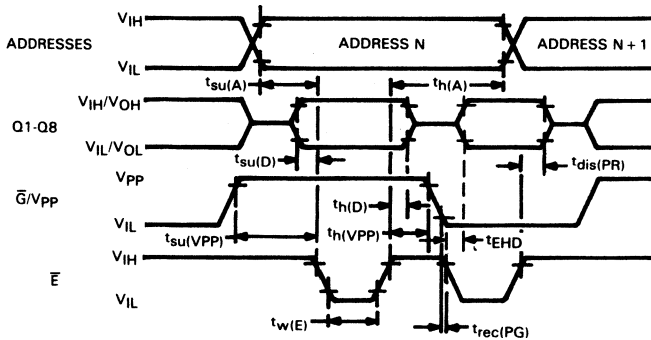 VIH
ADDRESSES
ADDRESS N
ADDRESS N + 1
VIL
tsu(A)
th(A)
VIH/VOH
Q1-Q8
VIL/VOL
tsu(D)
tdis(PR)
VPP
G̅/VPP
th(D)
VIL
tsu(VPP)
th(VPP)
tEHD
VIH
E̅
VIL
tw(E)
trec(PG)